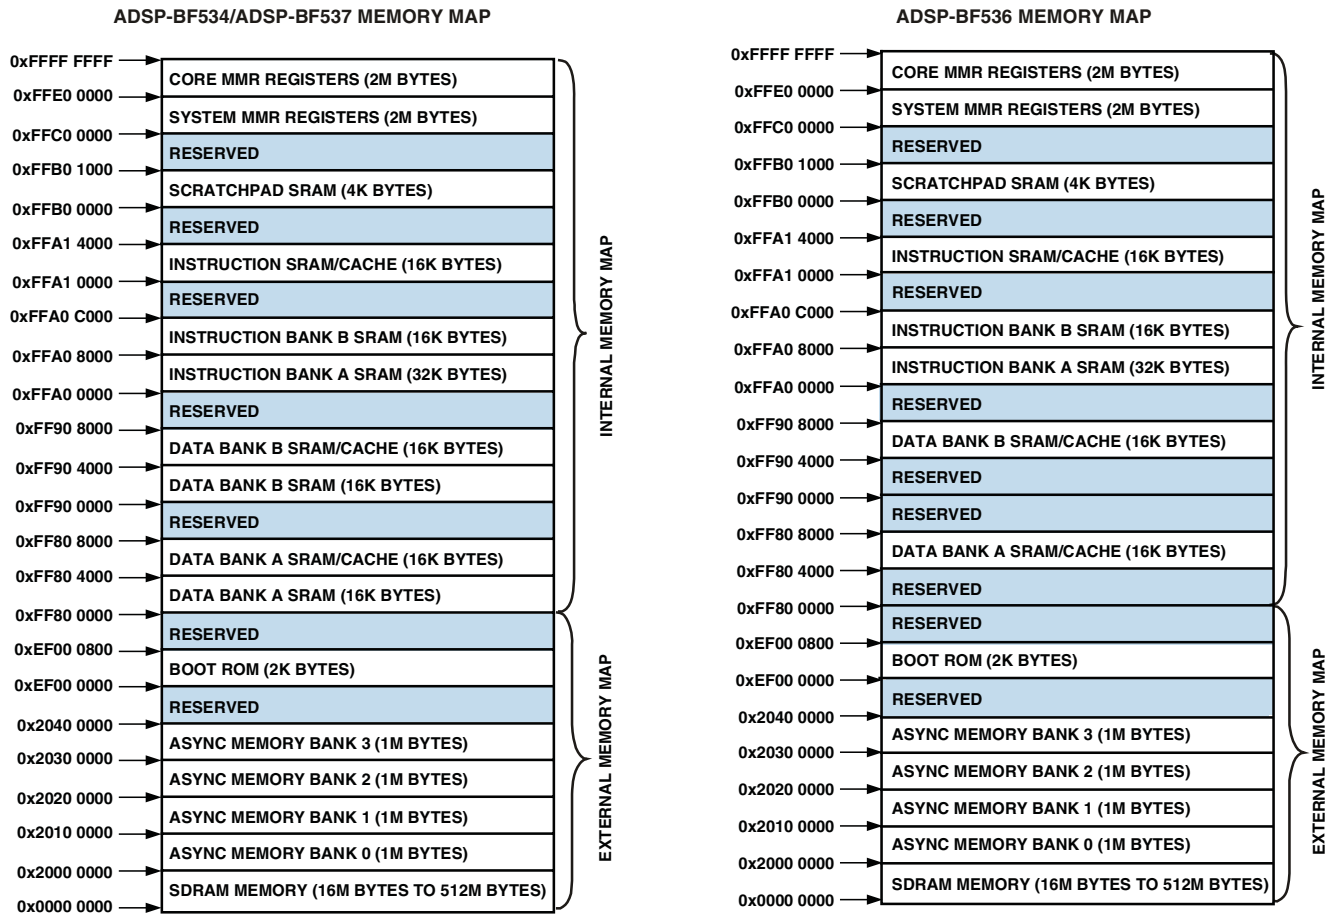 ADSP-BF534/ADSP-BF537 MEMORY MAP
0xFFFF FFFF
CORE MMR REGISTERS (2M BYTES)
0xFFE0 0000
SYSTEM MMR REGISTERS (2M BYTES)
0xFFC0 0000
RESERVED
0xFFB0 1000
SCRATCHPAD SRAM (4K BYTES)
0xFFB0 0000
RESERVED
0xFFA1 4000
INSTRUCTION SRAM/CACHE (16K BYTES)
0xFFA1 0000
RESERVED
0xFFA0 C000
INSTRUCTION BANK B SRAM (16K BYTES)
0xFFA0 8000
INSTRUCTION BANK A SRAM (32K BYTES)
0xFFA0 0000
RESERVED
0xFF90 8000
DATA BANK B SRAM/CACHE (16K BYTES)
0xFF90 4000
DATA BANK B SRAM (16K BYTES)
0xFF90 0000
RESERVED
0xFF80 8000
DATA BANK A SRAM/CACHE (16K BYTES)
0xFF80 4000
DATA BANK A SRAM (16K BYTES)
0xFF80 0000
RESERVED
0xEF00 0800
BOOT ROM (2K BYTES)
0xEF00 0000
RESERVED
0x2040 0000
ASYNC MEMORY BANK 3 (1M BYTES)
0x2030 0000
ASYNC MEMORY BANK 2 (1M BYTES)
0x2020 0000
ASYNC MEMORY BANK 1 (1M BYTES)
0x2010 0000
ASYNC MEMORY BANK 0 (1M BYTES)
0x2000 0000
SDRAM MEMORY (16M BYTES TO 512M BYTES)
0x0000 0000
INTERNAL MEMORY MAP
EXTERNAL MEMORY MAP
ADSP-BF536 MEMORY MAP
0xFFFF FFFF
CORE MMR REGISTERS (2M BYTES)
0xFFE0 0000
SYSTEM MMR REGISTERS (2M BYTES)
0xFFC0 0000
RESERVED
0xFFB0 1000
SCRATCHPAD SRAM (4K BYTES)
0xFFB0 0000
RESERVED
0xFFA1 4000
INSTRUCTION SRAM/CACHE (16K BYTES)
0xFFA1 0000
RESERVED
0xFFA0 C000
INSTRUCTION BANK B SRAM (16K BYTES)
0xFFA0 8000
INSTRUCTION BANK A SRAM (32K BYTES)
0xFFA0 0000
RESERVED
0xFF90 8000
DATA BANK B SRAM/CACHE (16K BYTES)
0xFF90 4000
RESERVED
0xFF90 0000
RESERVED
0xFF80 8000
DATA BANK A SRAM/CACHE (16K BYTES)
0xFF80 4000
RESERVED
0xFF80 0000
RESERVED
0xEF00 0800
BOOT ROM (2K BYTES)
0xEF00 0000
RESERVED
0x2040 0000
ASYNC MEMORY BANK 3 (1M BYTES)
0x2030 0000
ASYNC MEMORY BANK 2 (1M BYTES)
0x2020 0000
ASYNC MEMORY BANK 1 (1M BYTES)
0x2010 0000
ASYNC MEMORY BANK 0 (1M BYTES)
0x2000 0000
SDRAM MEMORY (16M BYTES TO 512M BYTES)
0x0000 0000
INTERNAL MEMORY MAP
EXTERNAL MEMORY MAP